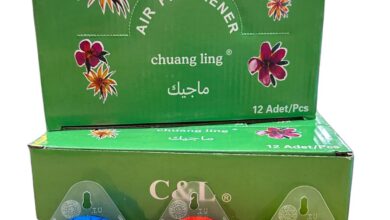 AIR FRESHENER
chuang ling®
ماجيك
12 Adet/Pcs
chuang ling®
ماجيك
12 Adet/Pcs
C&L®